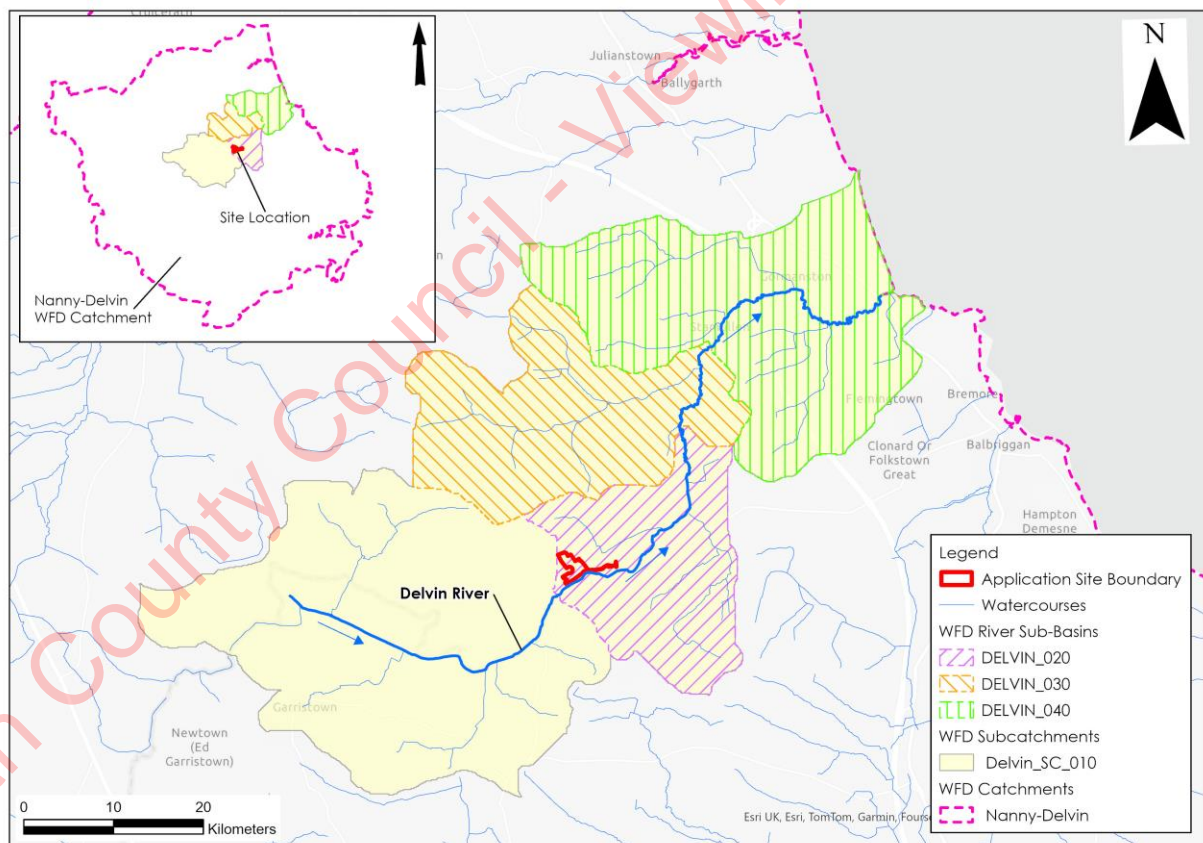 Site Location
Nanny-Delvin
WFD Catchment
Julianstown
Ballygarth
N
Gormanston
Flemingtown
Bremore
Clonard Or
Folkstown
Great
Balbriggan
Hampton
Demesne
Delvin River
Garristown
Newtown
(Ed
Garristown)
County Council - Viewin
Legend
Application Site Boundary
Watercourses
WFD River Sub-Basins
DELVIN_020
DELVIN_030
DELVIN_040
WFD Subcatchments
Delvin_SC_010
WFD Catchments
Nanny-Delvin
0 10 20
Kilometers
Esri UK, Esri, TomTom, Garmin,